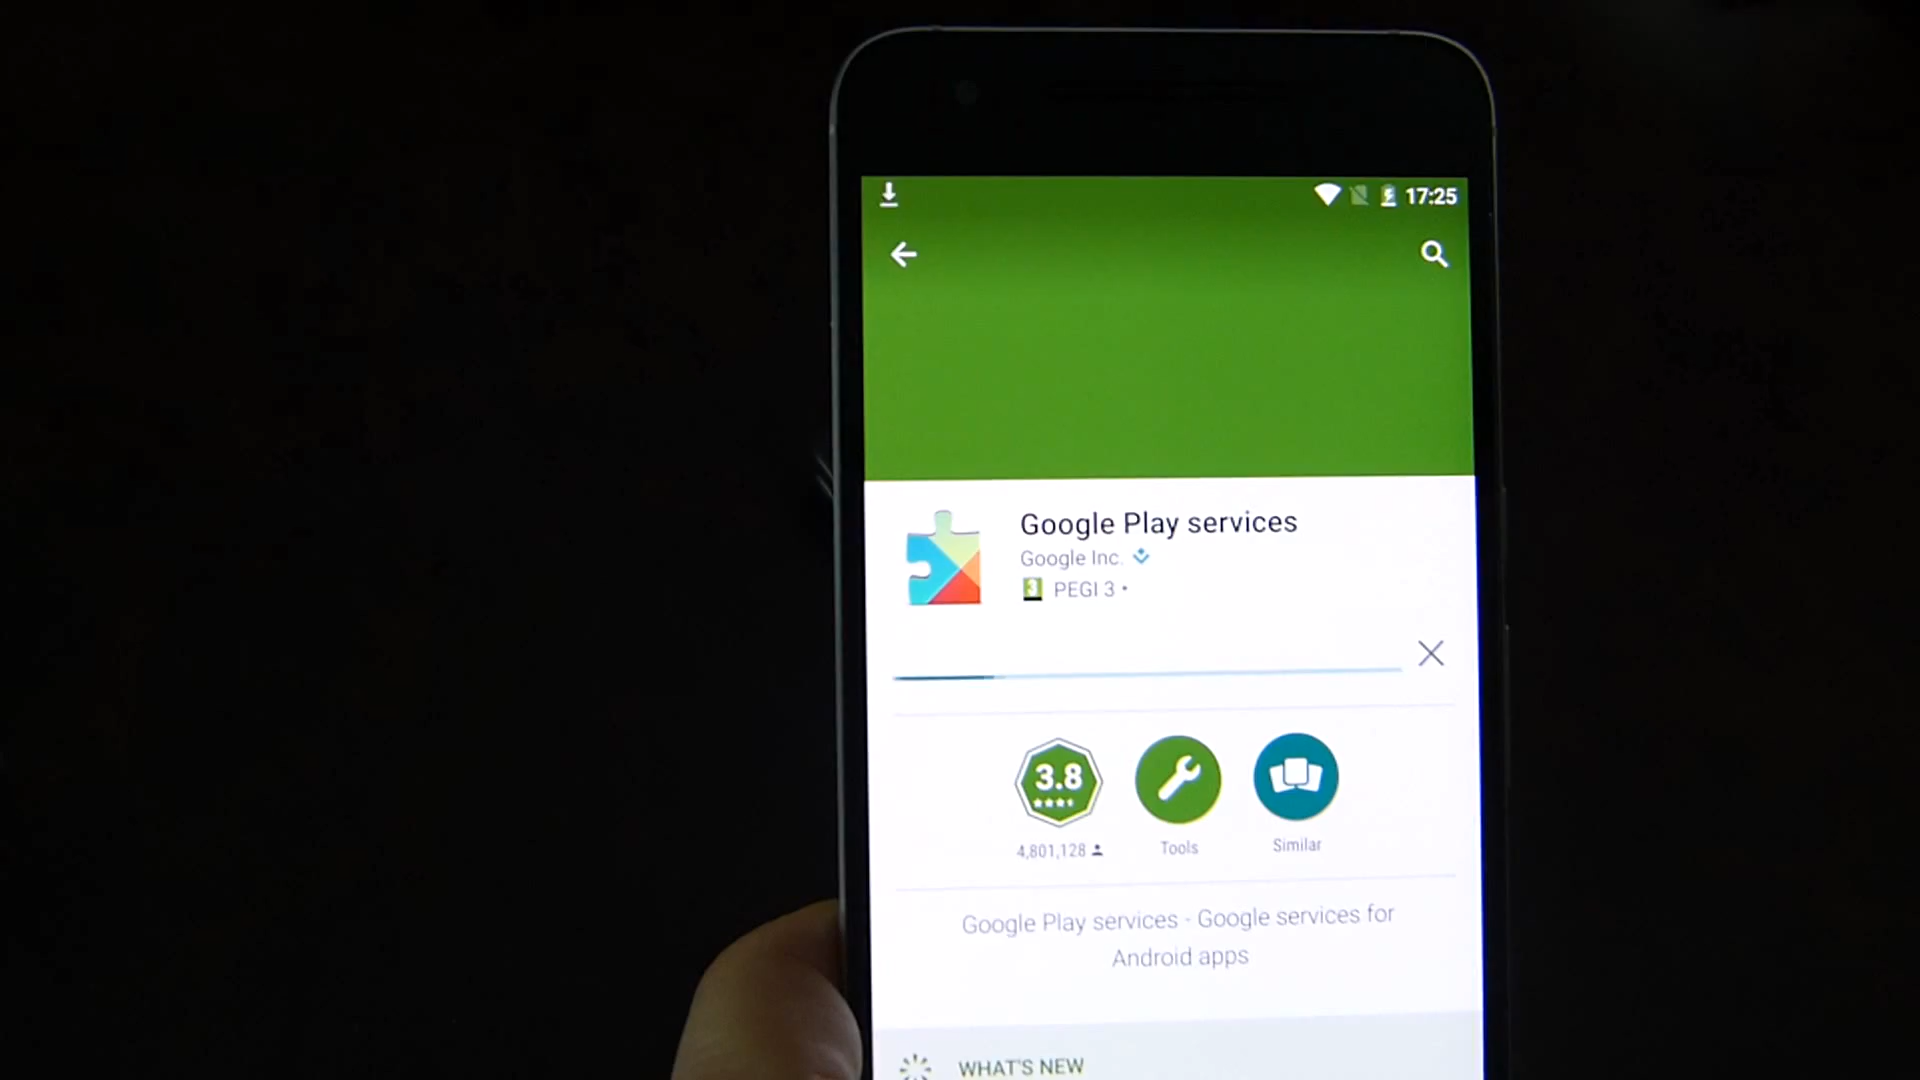 17:25
Google Play services
Google Inc.
3 PEGI 3 •
3.8
4,801,128
Tools
Similar
Google Play services - Google services for
Android apps
WHAT'S NEW